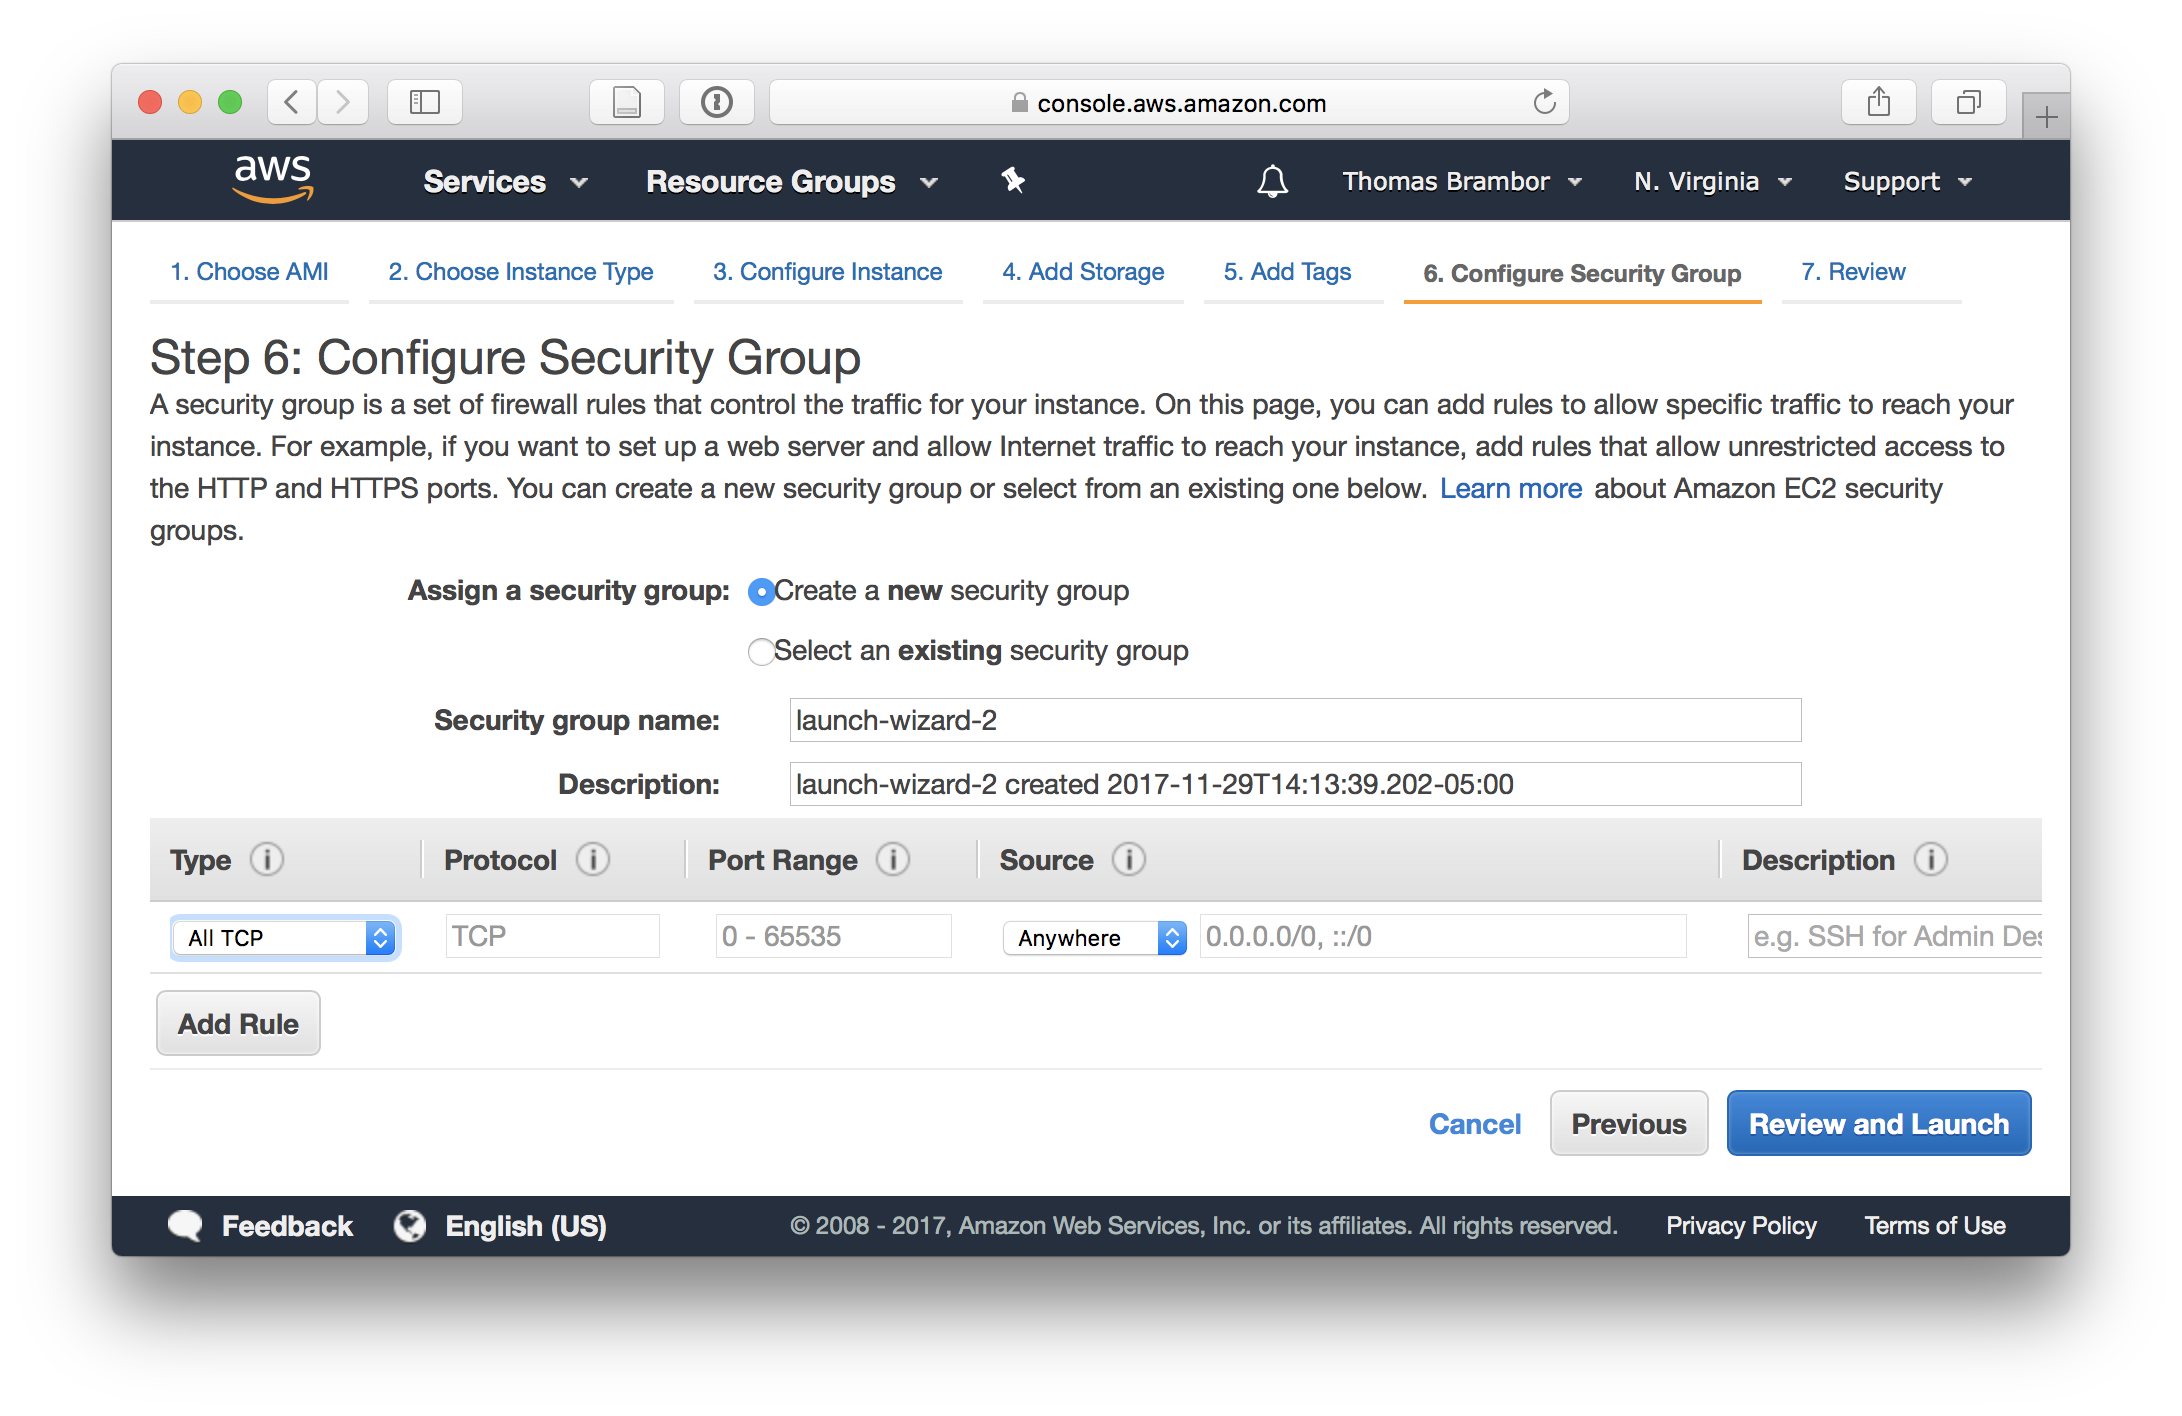 console.aws.amazon.com
aws Services Resource Groups Thomas Brambor N. Virginia Support
1. Choose AMI 2. Choose Instance Type 3. Configure Instance 4. Add Storage 5. Add Tags 6. Configure Security Group 7. Review
Step 6: Configure Security Group
A security group is a set of firewall rules that control the traffic for your instance. On this page, you can add rules to allow specific traffic to reach your
instance. For example, if you want to set up a web server and allow Internet traffic to reach your instance, add rules that allow unrestricted access to
the HTTP and HTTPS ports. You can create a new security group or select from an existing one below. Learn more about Amazon EC2 security
groups.
Assign a security group: Create a new security group
Select an existing security group
Security group name: launch-wizard-2
Description: launch-wizard-2 created 2017-11-29T14:13:39.202-05:00
Type i Protocol i Port Range i Source i Description i
All TCP TCP 0 - 65535 Anywhere 0.0.0.0/0, ::/0 e.g. SSH for Admin Des
Add Rule
Cancel Previous Review and Launch
Feedback English (US) © 2008 - 2017, Amazon Web Services, Inc. or its affiliates. All rights reserved. Privacy Policy Terms of Use